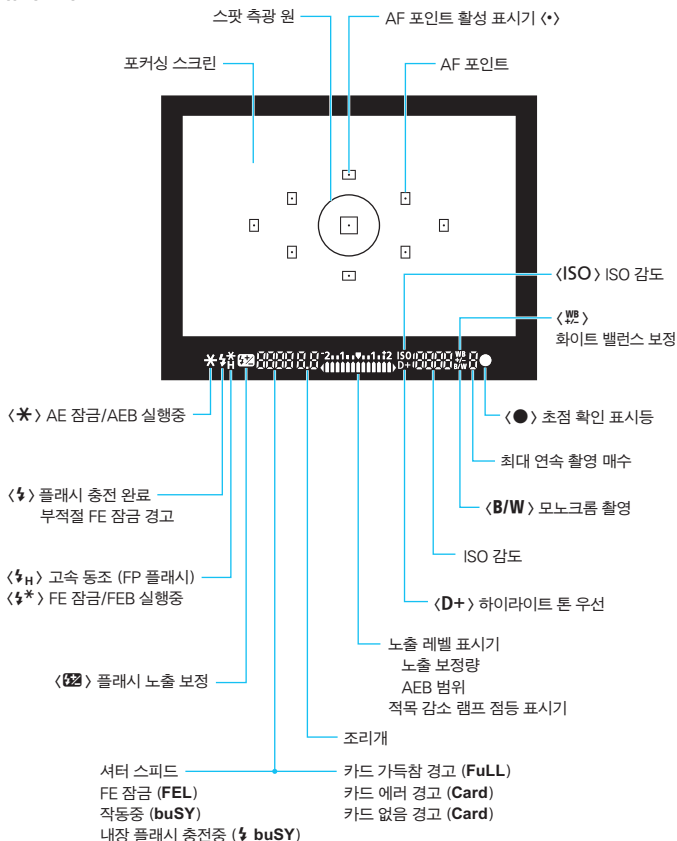 스팟 측광 원
AF 포인트 활성 표시기 <•>
포커싱 스크린
AF 포인트
<ISO> ISO 감도
<WB +/->
화이트 밸런스 보정
-2..1..▼..1..+2
ISO
D+
WB +/-
B/W
<✱> AE 잠금/AEB 실행중
<●> 초점 확인 표시등
최대 연속 촬영 매수
<⚡> 플래시 충전 완료
부적절 FE 잠금 경고
<B/W> 모노크롬 촬영
ISO 감도
<⚡H> 고속 동조 (FP 플래시)
<⚡*> FE 잠금/FEB 실행중
<D+> 하이라이트 톤 우선
노출 레벨 표시기
노출 보정량
AEB 범위
적목 감소 램프 점등 표시기
<⚡±> 플래시 노출 보정
조리개
셔터 스피드
FE 잠금 (FEL)
작동중 (buSY)
내장 플래시 충전중 (⚡ buSY)
카드 가득참 경고 (FuLL)
카드 에러 경고 (Card)
카드 없음 경고 (Card)